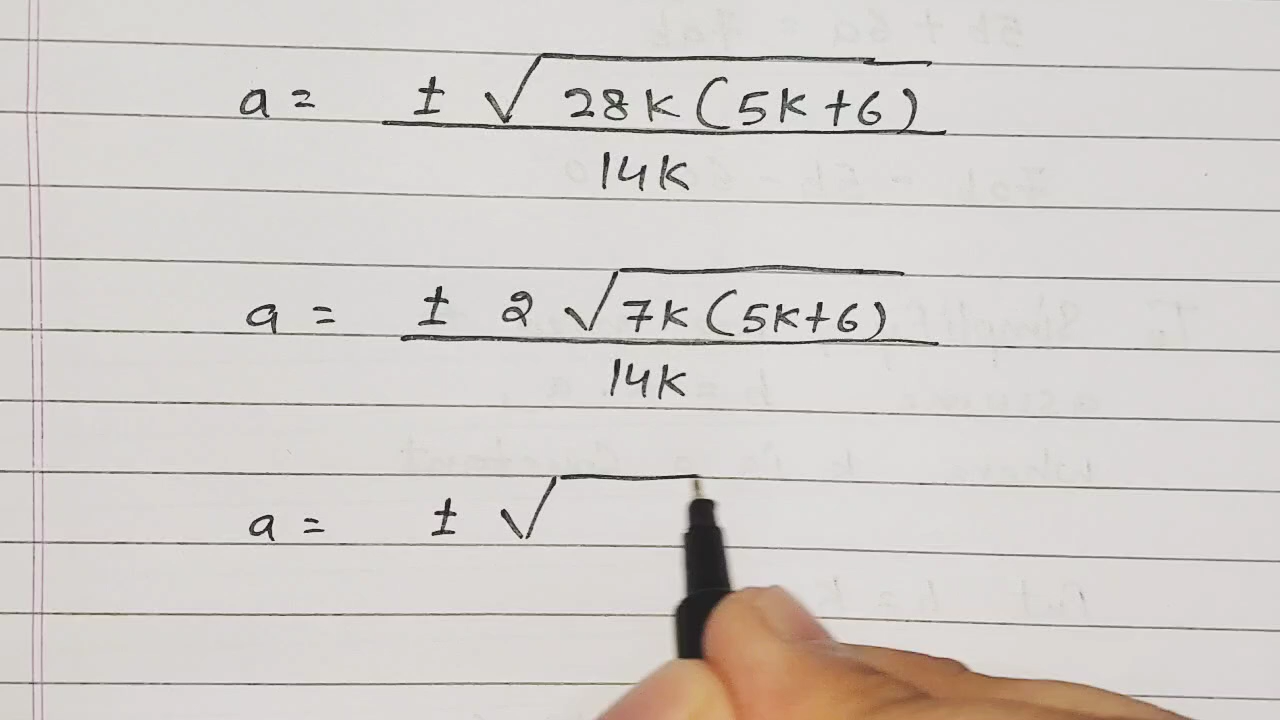 a = ± √28k(5k+6)
14k
a = ± 2 √7k(5k+6)
14k
a = ± √